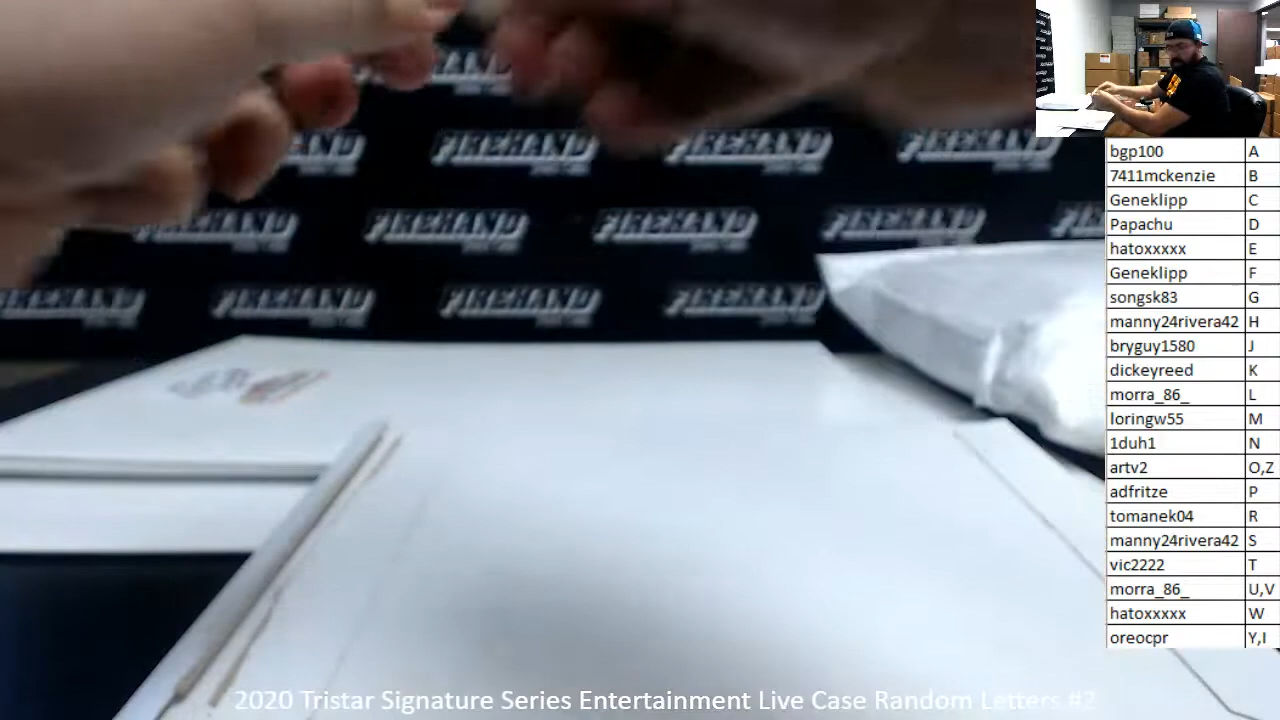 FIREHAND FIREHAND FIREHAND
FIREHAND FIREHAND FIREHAND FIREHAND
FIREHAND FIREHAND FIREHAND FIREHAND
bgp100 A
7411mckenzie B
Geneklipp C
Papachu D
hatoxxxxx E
Geneklipp F
songsk83 G
manny24rivera42 H
bryguy1580 J
dickeyreed K
morra_86_ L
loringw55 M
1duh1 N
artv2 O,Z
adfritze P
tomanek04 R
manny24rivera42 S
vic2222 T
morra_86_ U,V
hatoxxxxx W
oreocpr Y,I
2020 Tristar Signature Series Entertainment Live Case Random Letters #2